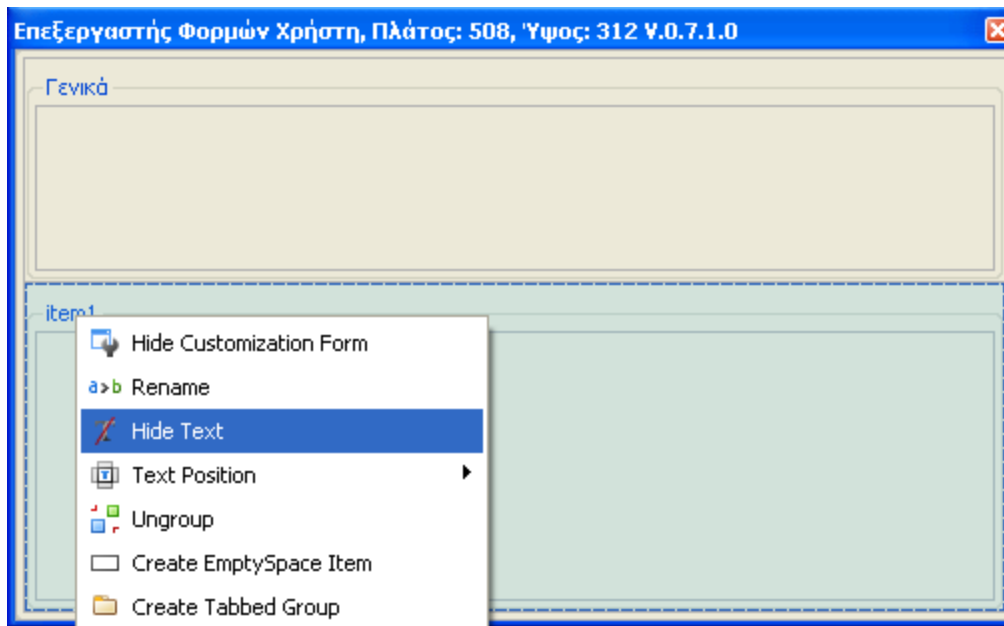 Επεξεργαστής Φορμών Χρήστη, Πλάτος: 508, Ύψος: 312 V.0.7.1.0
Γενικά
item1
Hide Customization Form
a>b Rename
Hide Text
Text Position
Ungroup
Create EmptySpace Item
Create Tabbed Group